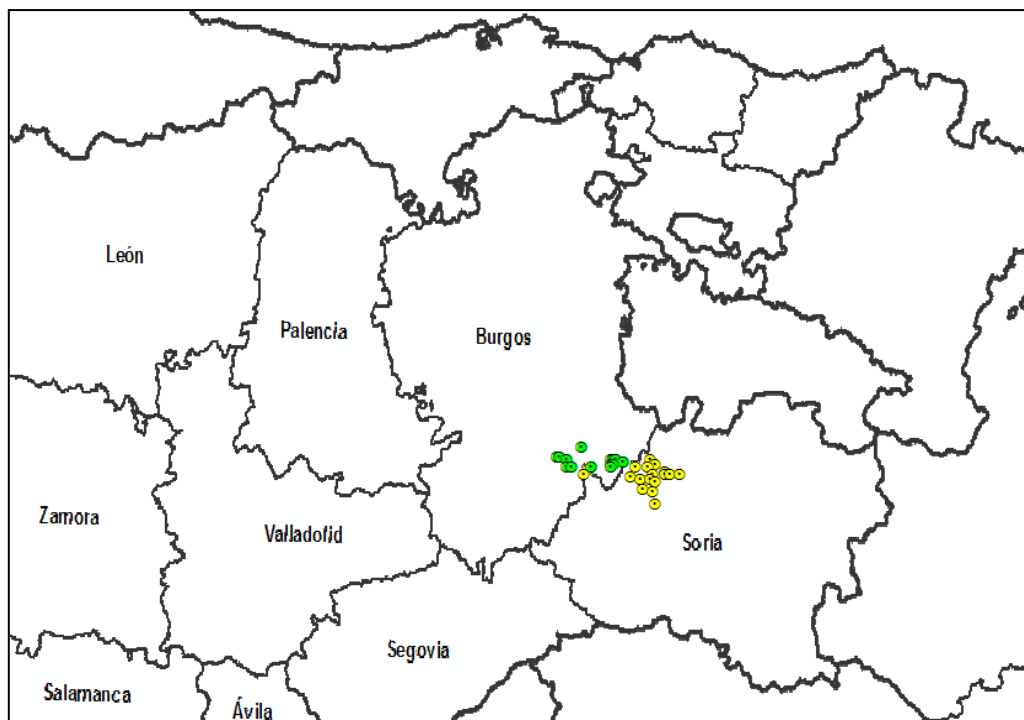 León
Palencia
Burgos
Zamora
Valladolid
Soria
Segovia
Salamanca
Ávila